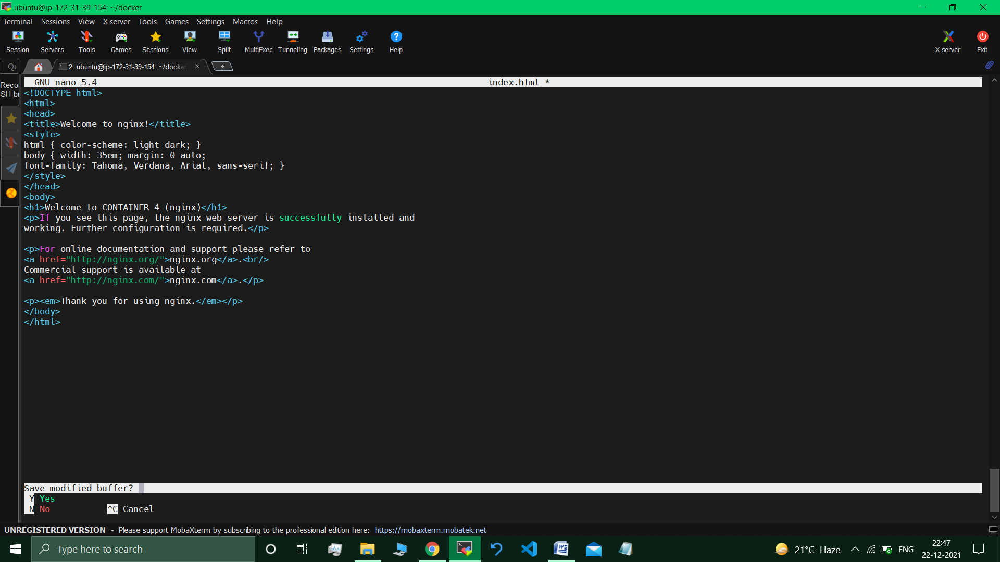 ubuntu@ip-172-31-39-154: ~/docker
Terminal Sessions View X server Tools Games Settings Macros Help
Session Servers Tools Games Sessions View Split MultiExec Tunneling Packages Settings Help X server Exit
2. ubuntu@ip-172-31-39-154: ~/docker
GNU nano 5.4 index.html *
<!DOCTYPE html>
<html>
<head>
<title>Welcome to nginx!</title>
<style>
html { color-scheme: light dark; }
body { width: 35em; margin: 0 auto;
font-family: Tahoma, Verdana, Arial, sans-serif; }
</style>
</head>
<body>
<h1>Welcome to CONTAINER 4 (nginx)</h1>
<p>If you see this page, the nginx web server is successfully installed and
working. Further configuration is required.</p>
<p>For online documentation and support please refer to
<a href="http://nginx.org/">nginx.org</a>.<br/>
Commercial support is available at
<a href="http://nginx.com/">nginx.com</a>.</p>
<p><em>Thank you for using nginx.</em></p>
</body>
</html>
Save modified buffer?
Y Yes
N No ^C Cancel
UNREGISTERED VERSION - Please support MobaXterm by subscribing to the professional edition here: https://mobaxterm.mobatek.net
Type here to search
21°C Haze
ENG
22:47
22-12-2021